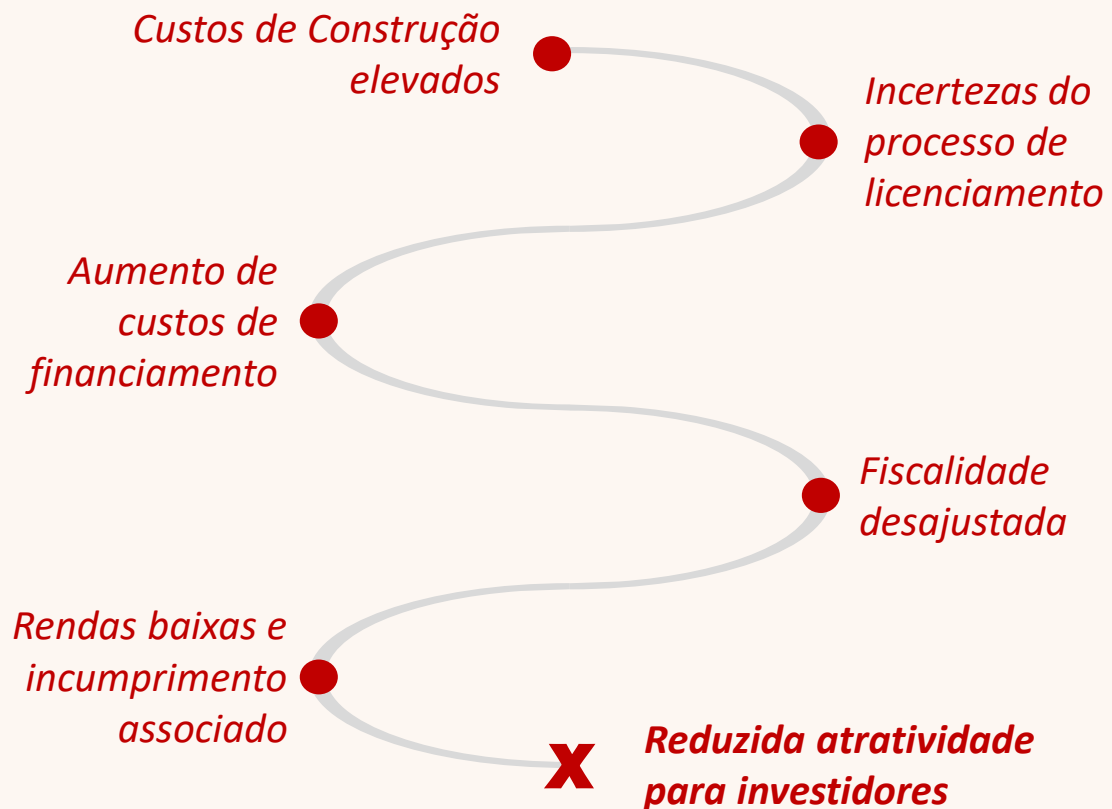 Custos de Construção
elevados
Incertezas do
processo de
licenciamento
Aumento de
custos de
financiamento
Fiscalidade
desajustada
Rendas baixas e
incumprimento
associado
x
Reduzida atratividade
para investidores